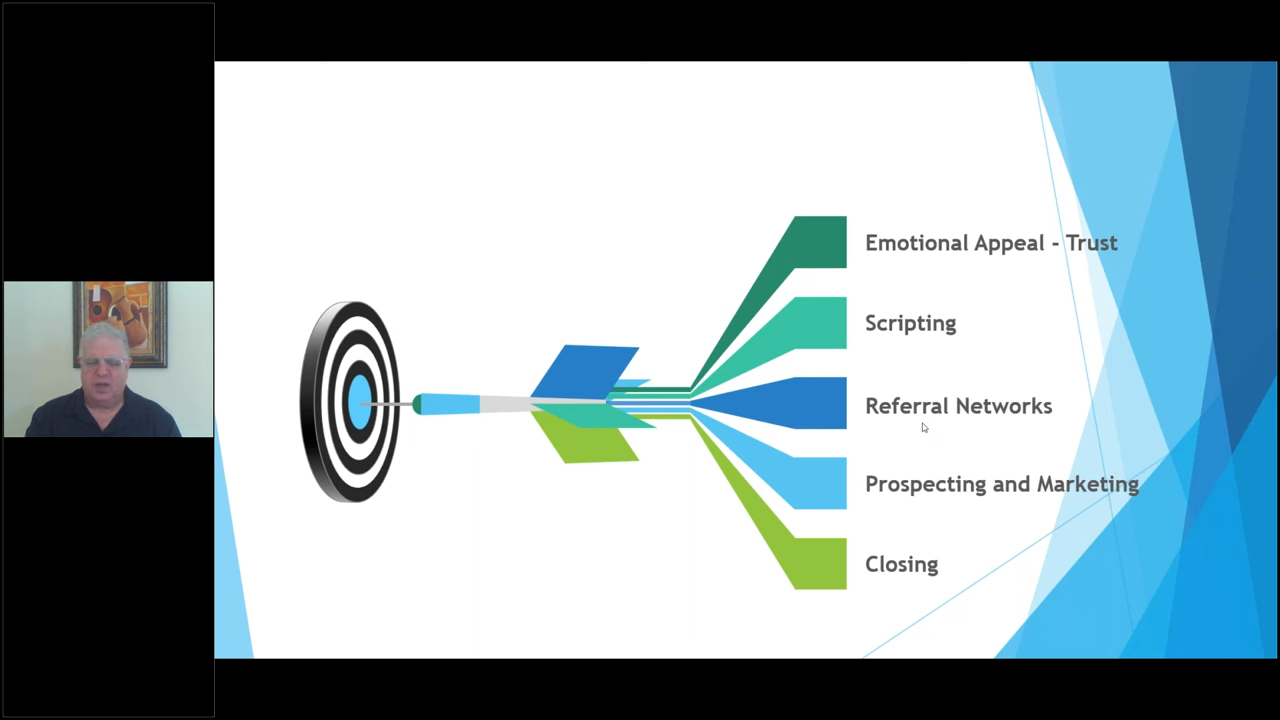 Emotional Appeal - Trust
Scripting
Referral Networks
Prospecting and Marketing
Closing